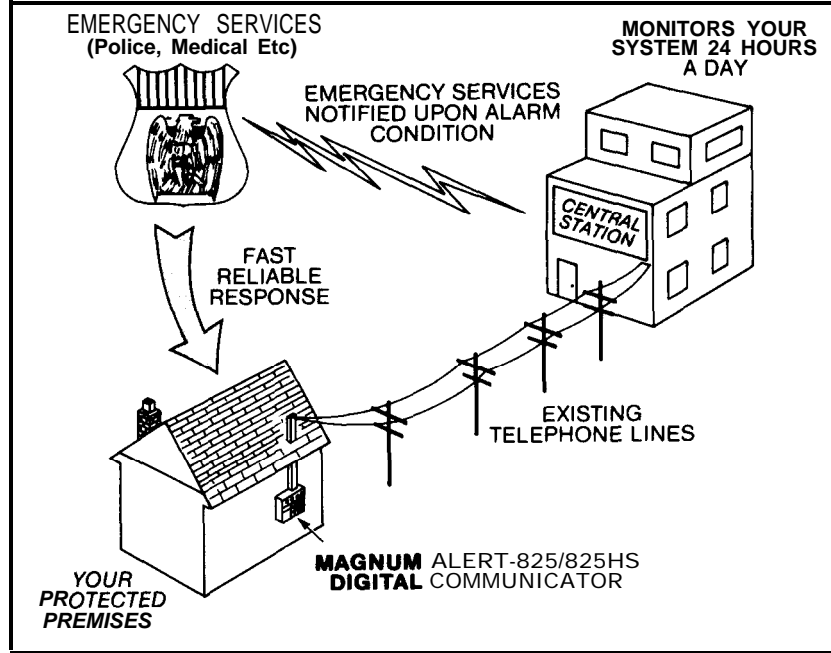 EMERGENCY SERVICES
(Police, Medical Etc)
MONITORS YOUR
SYSTEM 24 HOURS
A DAY
EMERGENCY SERVICES
NOTIFIED UPON ALARM
CONDITION
CENTRAL
STATION
FAST
RELIABLE
RESPONSE
EXISTING
TELEPHONE LINES
MAGNUM ALERT-825/825HS
DIGITAL COMMUNICATOR
YOUR
PROTECTED
PREMISES